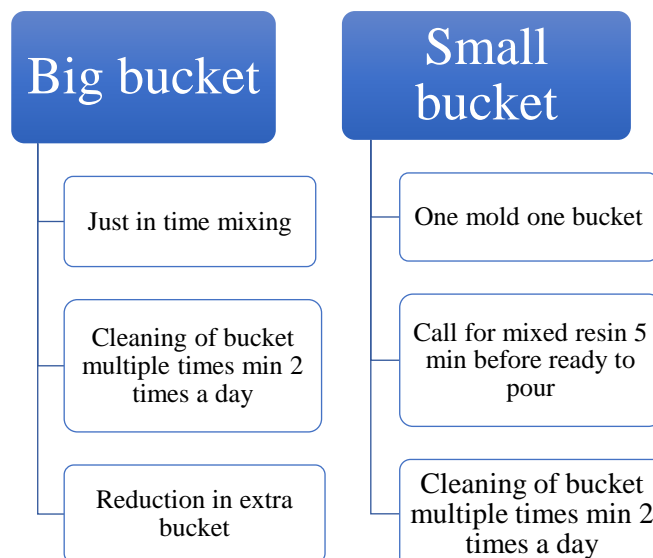 Big bucket
Just in time mixing
Cleaning of bucket
multiple times min 2
times a day
Reduction in extra
bucket
Small
bucket
One mold one bucket
Call for mixed resin 5
min before ready to
pour
Cleaning of bucket
multiple times min 2
times a day